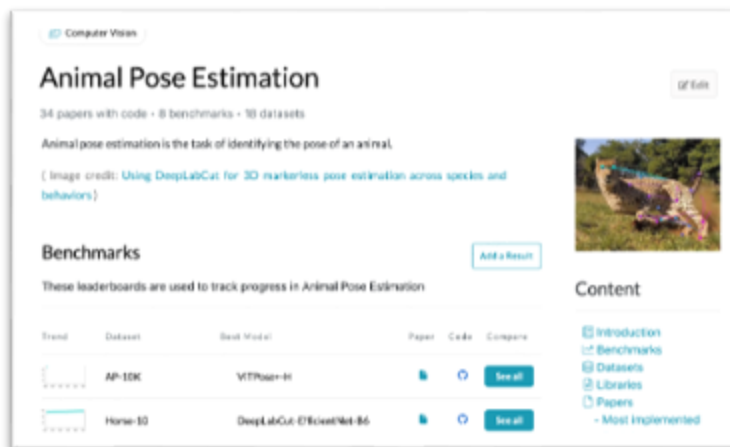 Computer Vision
Animal Pose Estimation
Edit
34 papers with code • 8 benchmarks • 18 datasets
Animal pose estimation is the task of identifying the pose of an animal.
( Image credit: Using DeepLabCut for 3D markerless pose estimation across species and
behaviors )
Benchmarks
Add a Result
These leaderboards are used to track progress in Animal Pose Estimation
Trend Dataset Best Model Paper Code Compare
AP-10K ViTPose+-H See all
Horse-10 DeepLabCut-EfficientNet-B6 See all
Content
Introduction
Benchmarks
Datasets
Libraries
Papers
- Most implemented